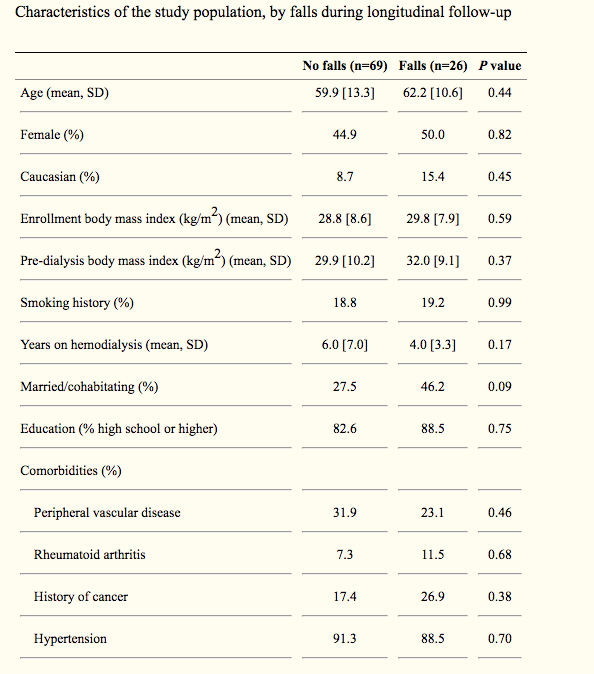 Characteristics of the study population, by falls during longitudinal follow-up
No falls (n=69) Falls (n=26) P value
Age (mean, SD) 59.9 [13.3] 62.2 [10.6] 0.44
Female (%) 44.9 50.0 0.82
Caucasian (%) 8.7 15.4 0.45
Enrollment body mass index (kg/m2) (mean, SD) 28.8 [8.6] 29.8 [7.9] 0.59
Pre-dialysis body mass index (kg/m2) (mean, SD) 29.9 [10.2] 32.0 [9.1] 0.37
Smoking history (%) 18.8 19.2 0.99
Years on hemodialysis (mean, SD) 6.0 [7.0] 4.0 [3.3] 0.17
Married/cohabitating (%) 27.5 46.2 0.09
Education (% high school or higher) 82.6 88.5 0.75
Comorbidities (%)
Peripheral vascular disease 31.9 23.1 0.46
Rheumatoid arthritis 7.3 11.5 0.68
History of cancer 17.4 26.9 0.38
Hypertension 91.3 88.5 0.70